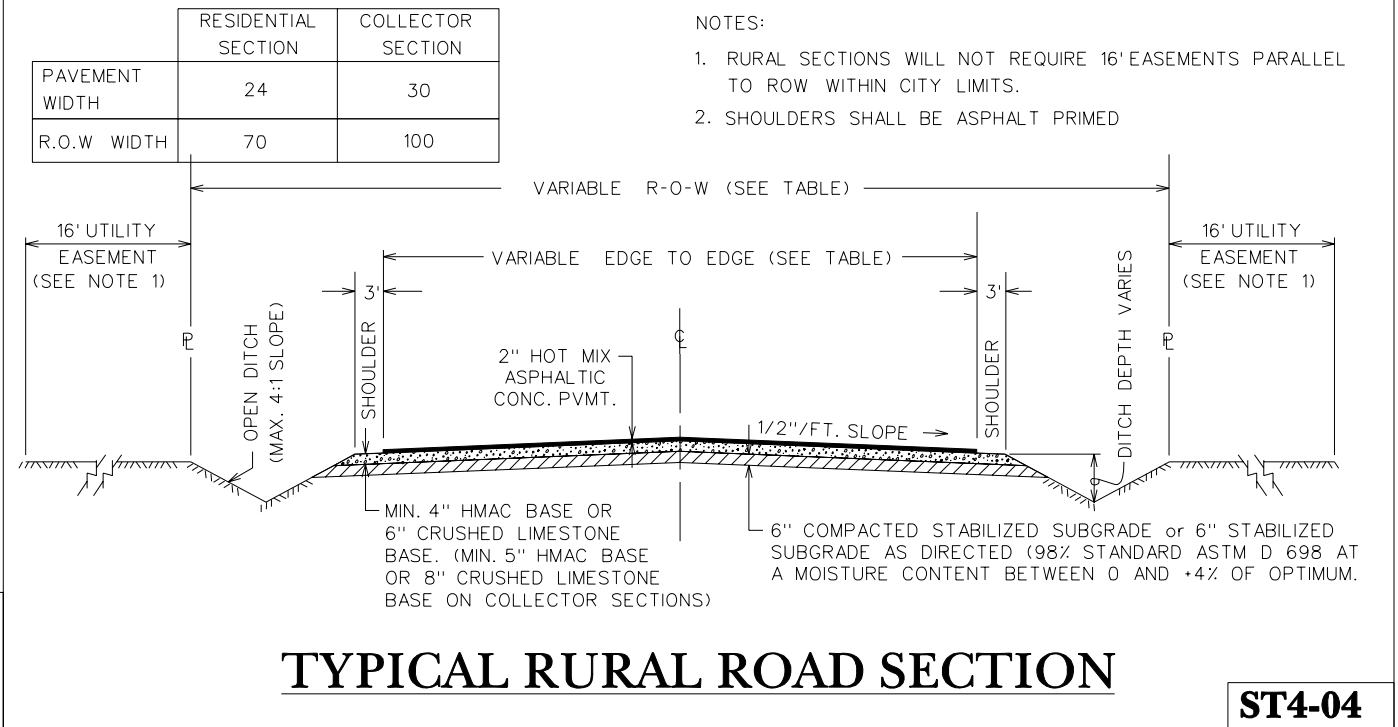 RESIDENTIAL SECTION
COLLECTOR SECTION
PAVEMENT WIDTH
24
30
R.O.W WIDTH
70
100
NOTES:
1. RURAL SECTIONS WILL NOT REQUIRE 16' EASEMENTS PARALLEL
TO ROW WITHIN CITY LIMITS.
2. SHOULDERS SHALL BE ASPHALT PRIMED
VARIABLE R-O-W (SEE TABLE)
16' UTILITY
EASEMENT
(SEE NOTE 1)
VARIABLE EDGE TO EDGE (SEE TABLE)
16' UTILITY
EASEMENT
(SEE NOTE 1)
3'
3'
PL
OPEN DITCH
(MAX. 4:1 SLOPE)
SHOULDER
2" HOT MIX
ASPHALTIC
CONC. PVMT.
CL
1/2"/FT. SLOPE
SHOULDER
DITCH DEPTH VARIES
PL
MIN. 4" HMAC BASE OR
6" CRUSHED LIMESTONE
BASE. (MIN. 5" HMAC BASE
OR 8" CRUSHED LIMESTONE
BASE ON COLLECTOR SECTIONS)
6" COMPACTED STABILIZED SUBGRADE or 6" STABILIZED
SUBGRADE AS DIRECTED (98% STANDARD ASTM D 698 AT
A MOISTURE CONTENT BETWEEN 0 AND +4% OF OPTIMUM.
TYPICAL RURAL ROAD SECTION
ST4-04